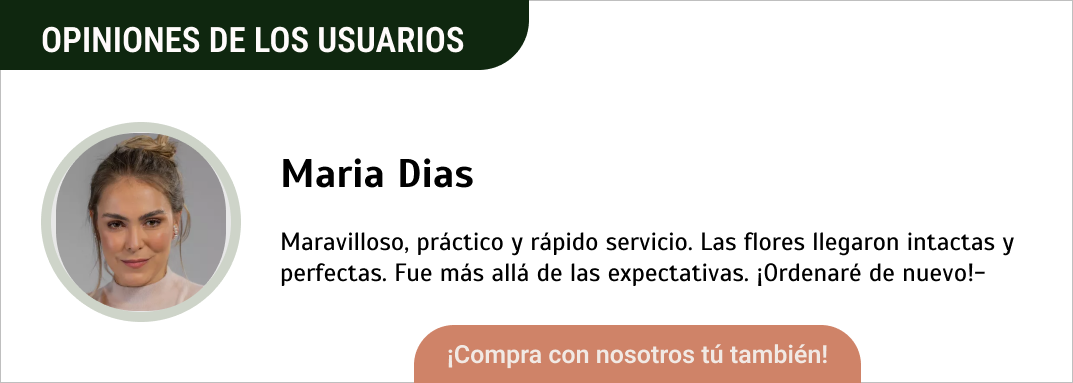 OPINIONES DE LOS USUARIOS
Maria Dias
Maravilloso, práctico y rápido servicio. Las flores llegaron intactas y
perfectas. Fue más allá de las expectativas. ¡Ordenaré de nuevo!-
¡Compra con nosotros tú también!